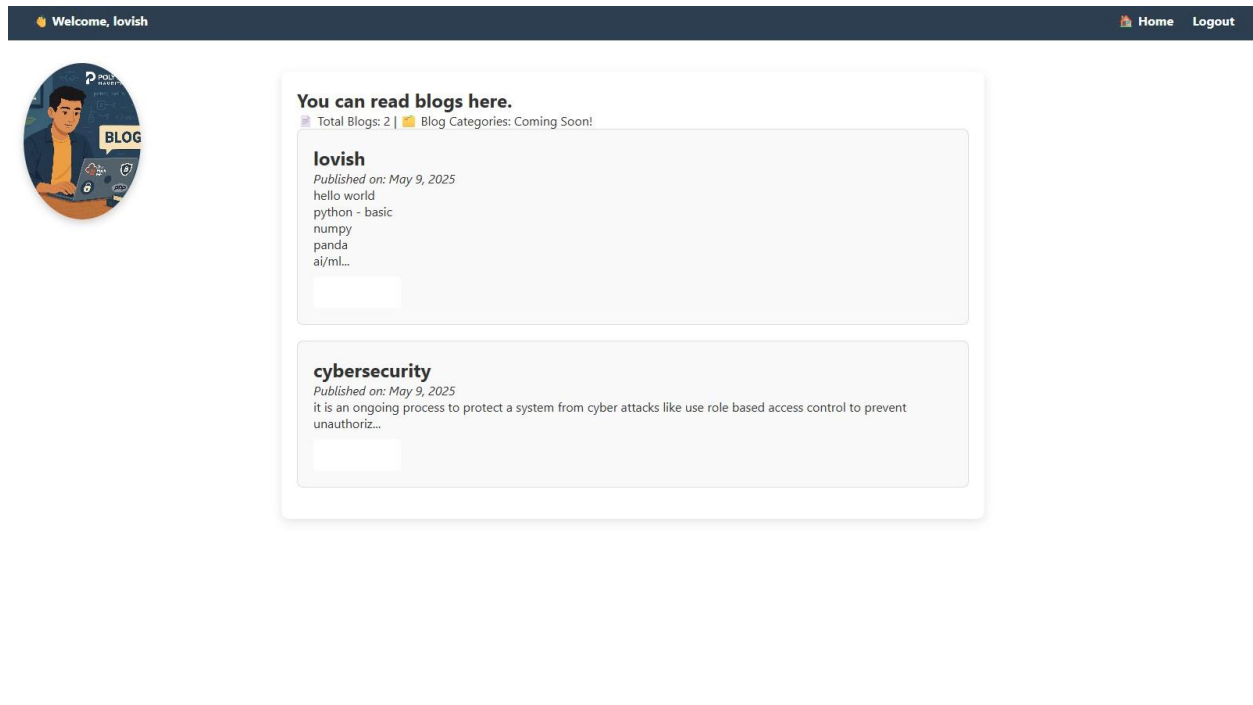 👋 Welcome, lovish
🏠 Home Logout
BLOG
php
You can read blogs here.
📄 Total Blogs: 2 | 🗂️ Blog Categories: Coming Soon!
lovish
Published on: May 9, 2025
hello world
python - basic
numpy
panda
ai/ml...
cybersecurity
Published on: May 9, 2025
it is an ongoing process to protect a system from cyber attacks like use role based access control to prevent
unauthoriz...